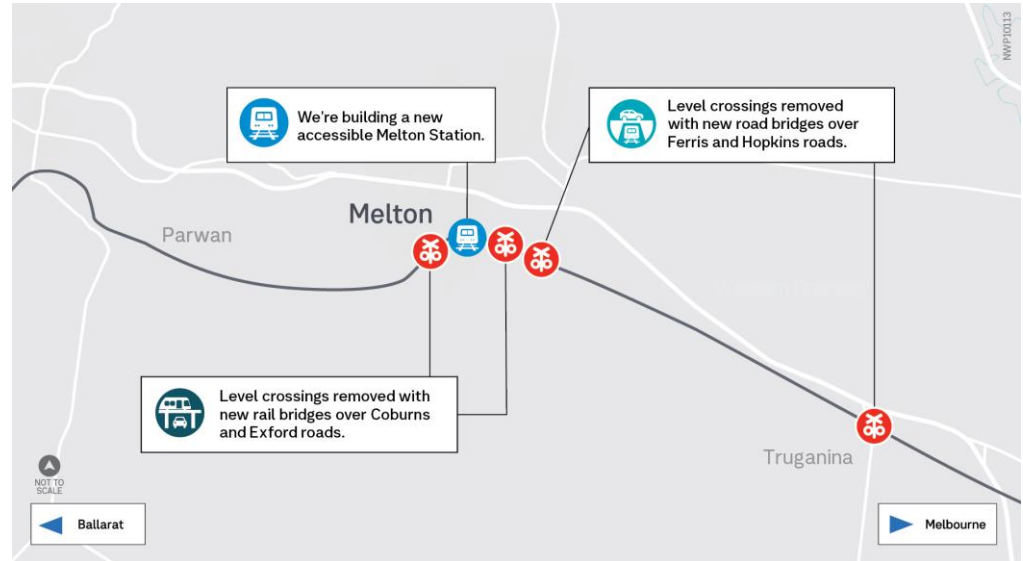 NWP10113
We're building a new
accessible Melton Station.
Level crossings removed
with new road bridges over
Ferris and Hopkins roads.
Melton
Parwan
Level crossings removed with
new rail bridges over Coburns
and Exford roads.
Truganina
NOT TO
SCALE
Ballarat
Melbourne